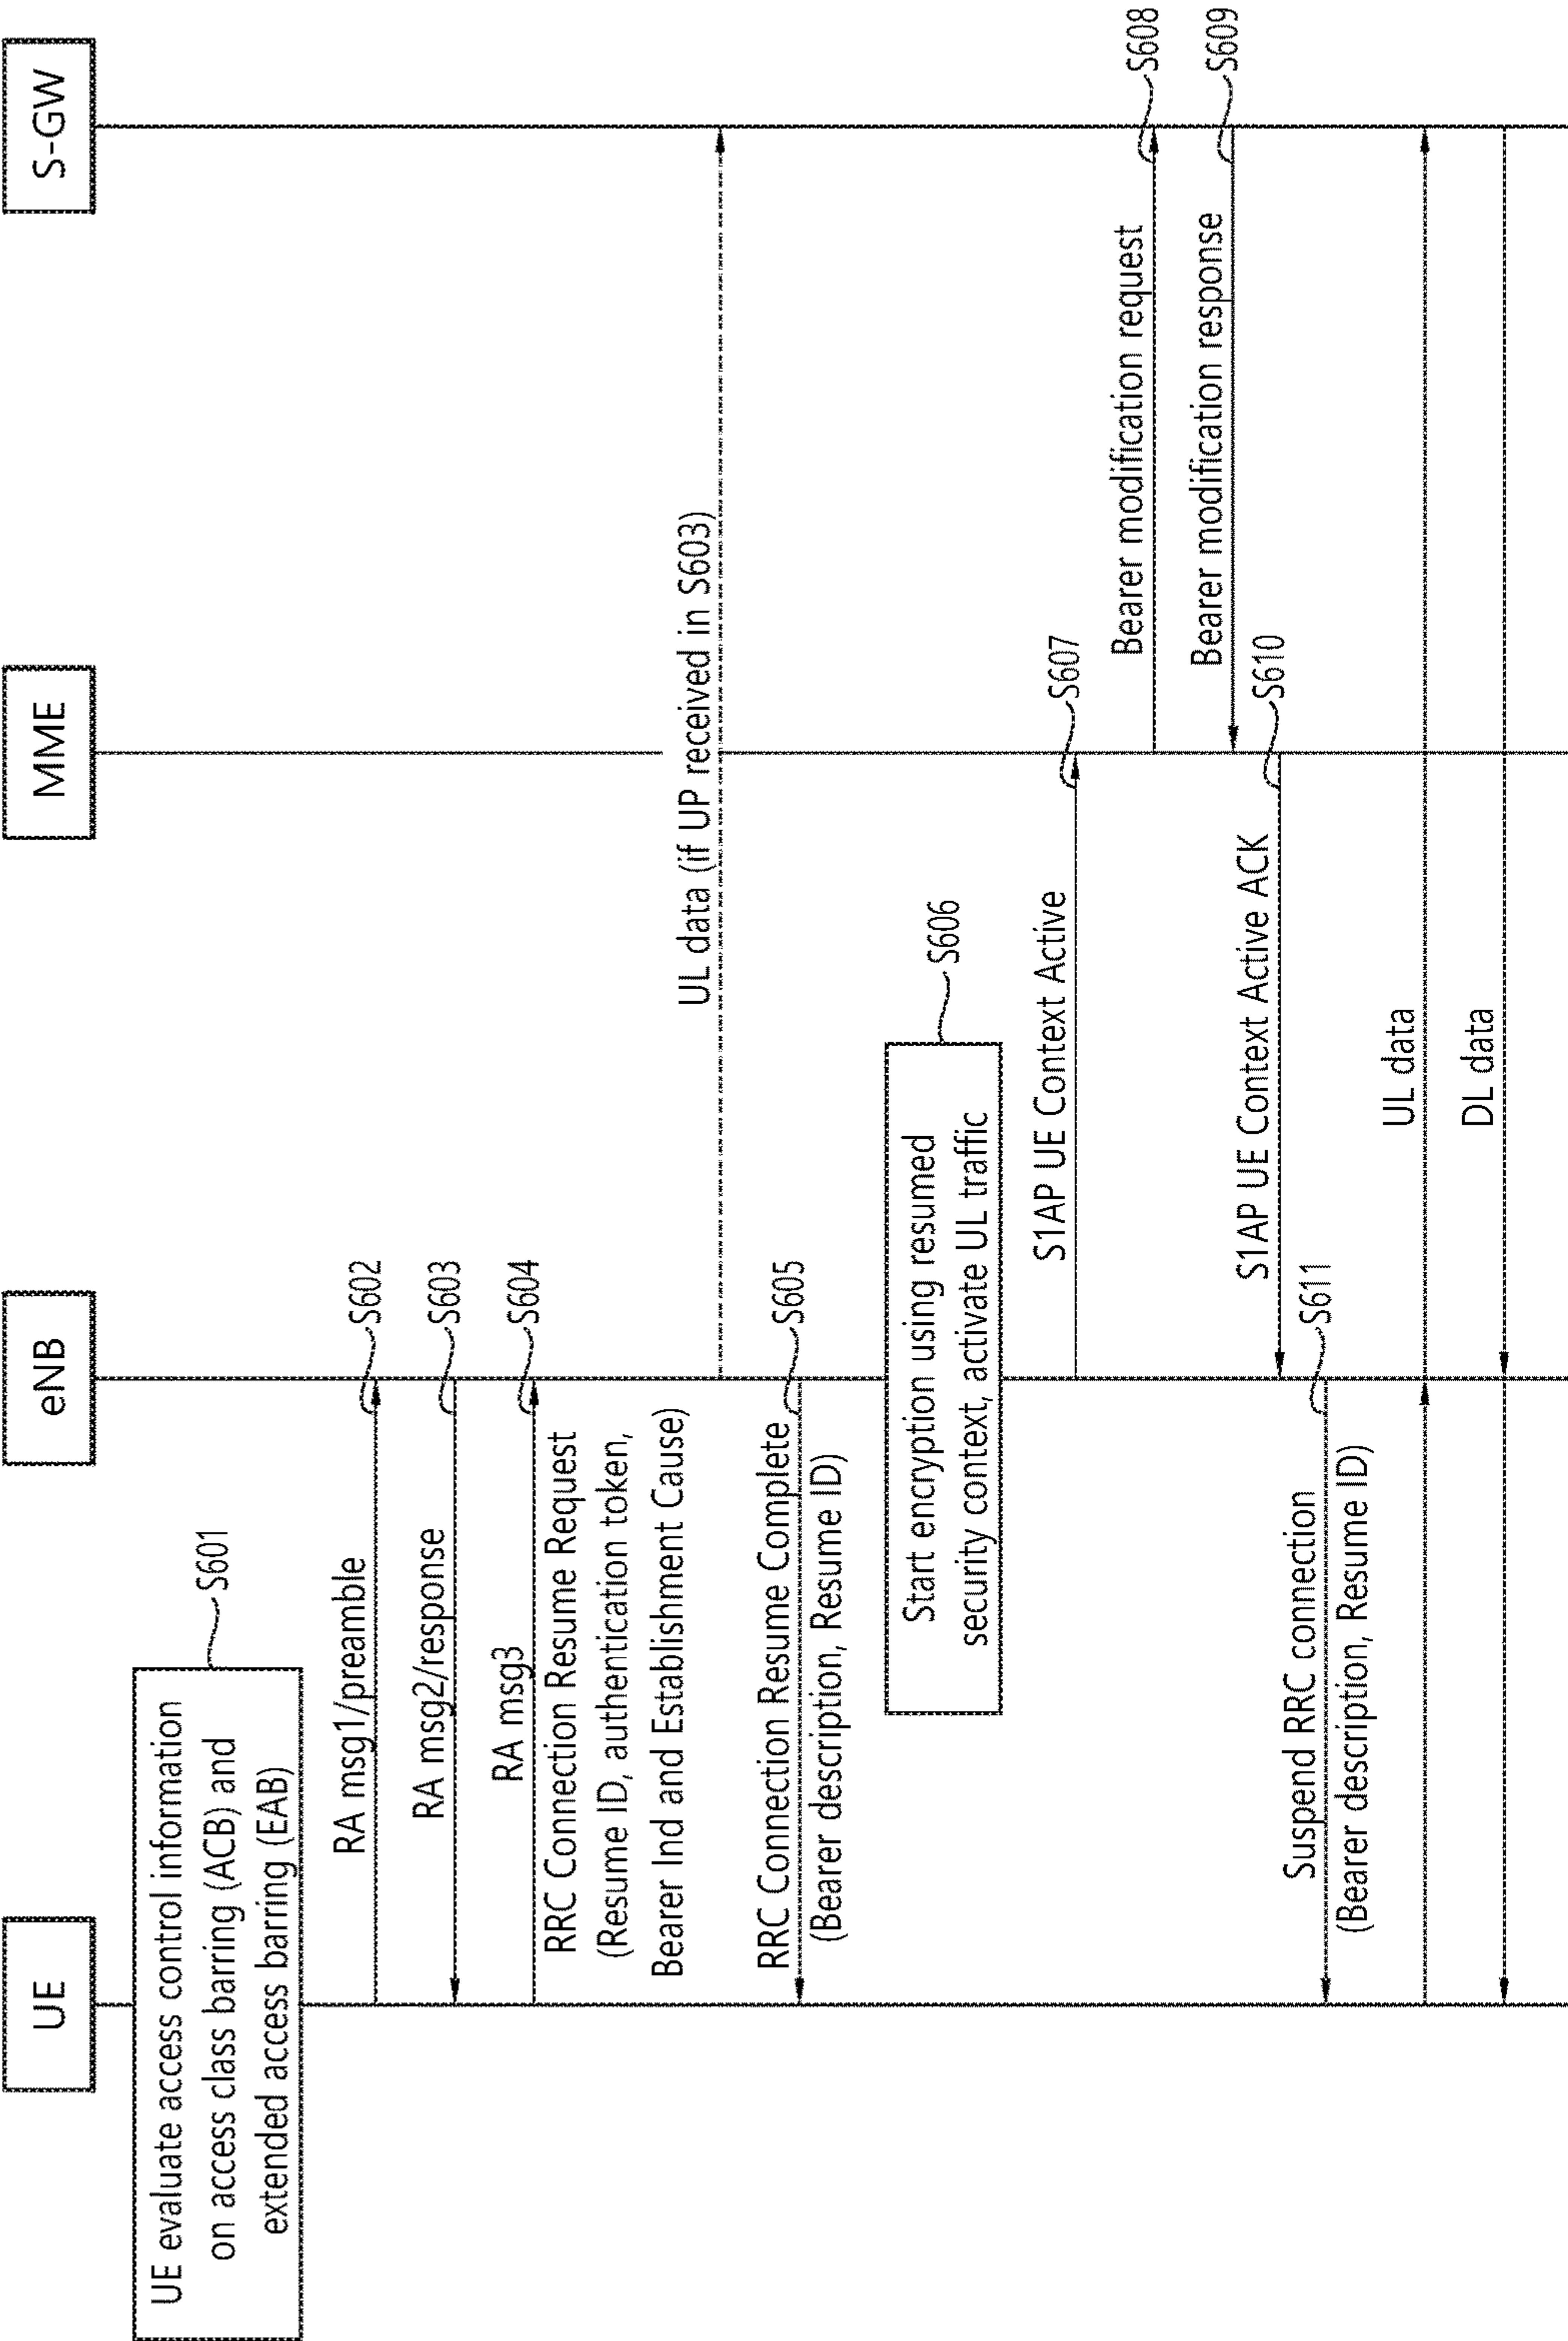 UE
eNB
MME
S-GW
UE evaluate access control information
on access class barring (ACB) and
extended access barring (EAB)
S601
RA msg1/preamble
S602
RA msg2/response
S603
RA msg3
S604
RRC Connection Resume Request
(Resume ID, authentication token,
Bearer Ind and Establishment Cause)
UL data (if UP received in S603)
RRC Connection Resume Complete
S605
(Bearer description, Resume ID)
Start encryption using resumed
security context, activate UL traffic
S606
S1AP UE Context Active
S607
Bearer modification request
S608
Bearer modification response
S609
S1AP UE Context Active ACK
S610
Suspend RRC connection
S611
(Bearer description, Resume ID)
UL data
DL data